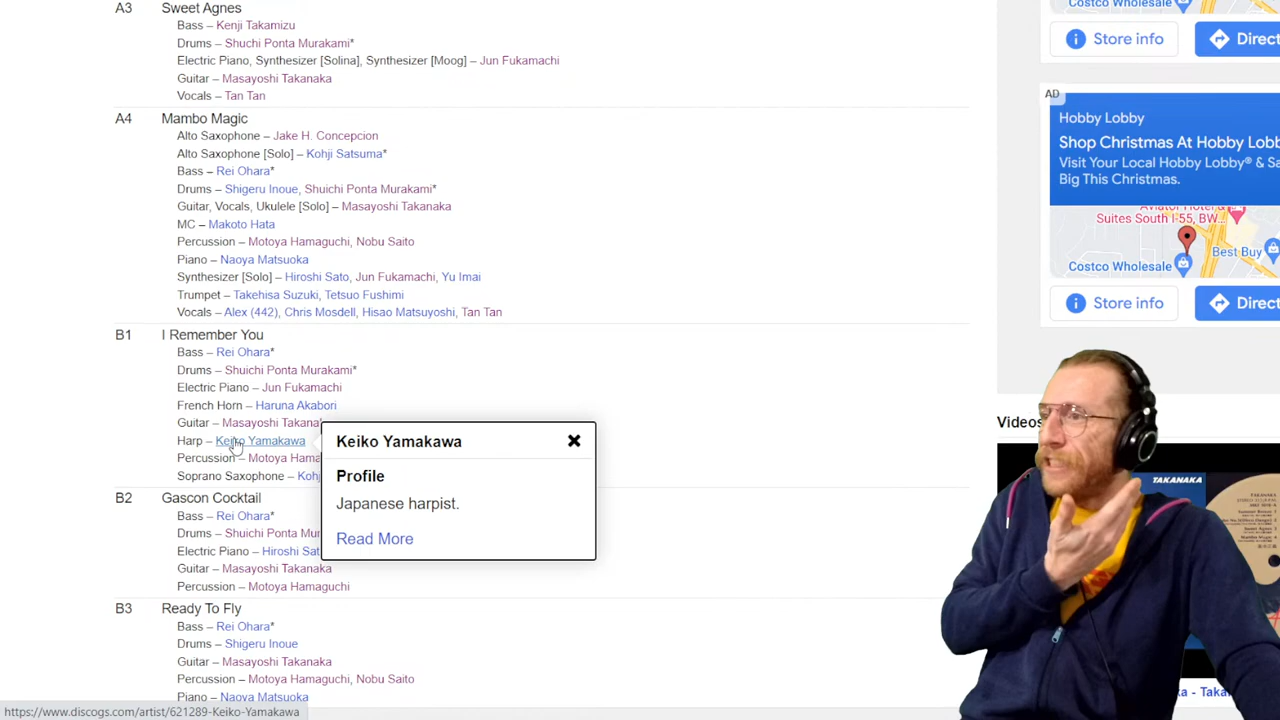 A3 Sweet Agnes
Bass – Kenji Takamizu
Drums – Shuchi Ponta Murakami*
Electric Piano, Synthesizer [Solina], Synthesizer [Moog] – Jun Fukamachi
Guitar – Masayoshi Takanaka
Vocals – Tan Tan
A4 Mambo Magic
Alto Saxophone – Jake H. Concepcion
Alto Saxophone [Solo] – Kohji Satsuma*
Bass – Rei Ohara*
Drums – Shigeru Inoue, Shuichi Ponta Murakami*
Guitar, Vocals, Ukulele [Solo] – Masayoshi Takanaka
MC – Makoto Hata
Percussion – Motoya Hamaguchi, Nobu Saito
Piano – Naoya Matsuoka
Synthesizer [Solo] – Hiroshi Sato, Jun Fukamachi, Yu Imai
Trumpet – Takehisa Suzuki, Tetsuo Fushimi
Vocals – Alex (442), Chris Mosdell, Hisao Matsuyoshi, Tan Tan
B1 I Remember You
Bass – Rei Ohara*
Drums – Shuichi Ponta Murakami*
Electric Piano – Jun Fukamachi
French Horn – Haruna Akabori
Guitar – Masayoshi Takana
Harp – Keiko Yamakawa
Percussion – Motoya Hama
Soprano Saxophone – Koh
B2 Gascon Cocktail
Bass – Rei Ohara*
Drums – Shuichi Ponta Mur
Electric Piano – Hiroshi Sat
Guitar – Masayoshi Takanaka
Percussion – Motoya Hamaguchi
B3 Ready To Fly
Bass – Rei Ohara*
Drums – Shigeru Inoue
Guitar – Masayoshi Takanaka
Percussion – Motoya Hamaguchi, Nobu Saito
Piano – Naoya Matsuoka
https://www.discogs.com/artist/621289-Keiko-Yamakawa
Keiko Yamakawa
Profile
Japanese harpist.
Read More
Costco Wholesale
Store info
Direct
AD
Hobby Lobby
Shop Christmas At Hobby Lobb
Visit Your Local Hobby Lobby® & Sa
Big This Christmas.
Aviator Hotel &
Suites South I-55, BW...
Best Buy
Costco Wholesale
Store info
Direct
Videos
TAKANAKA
TAKANAKA
ka - Takan